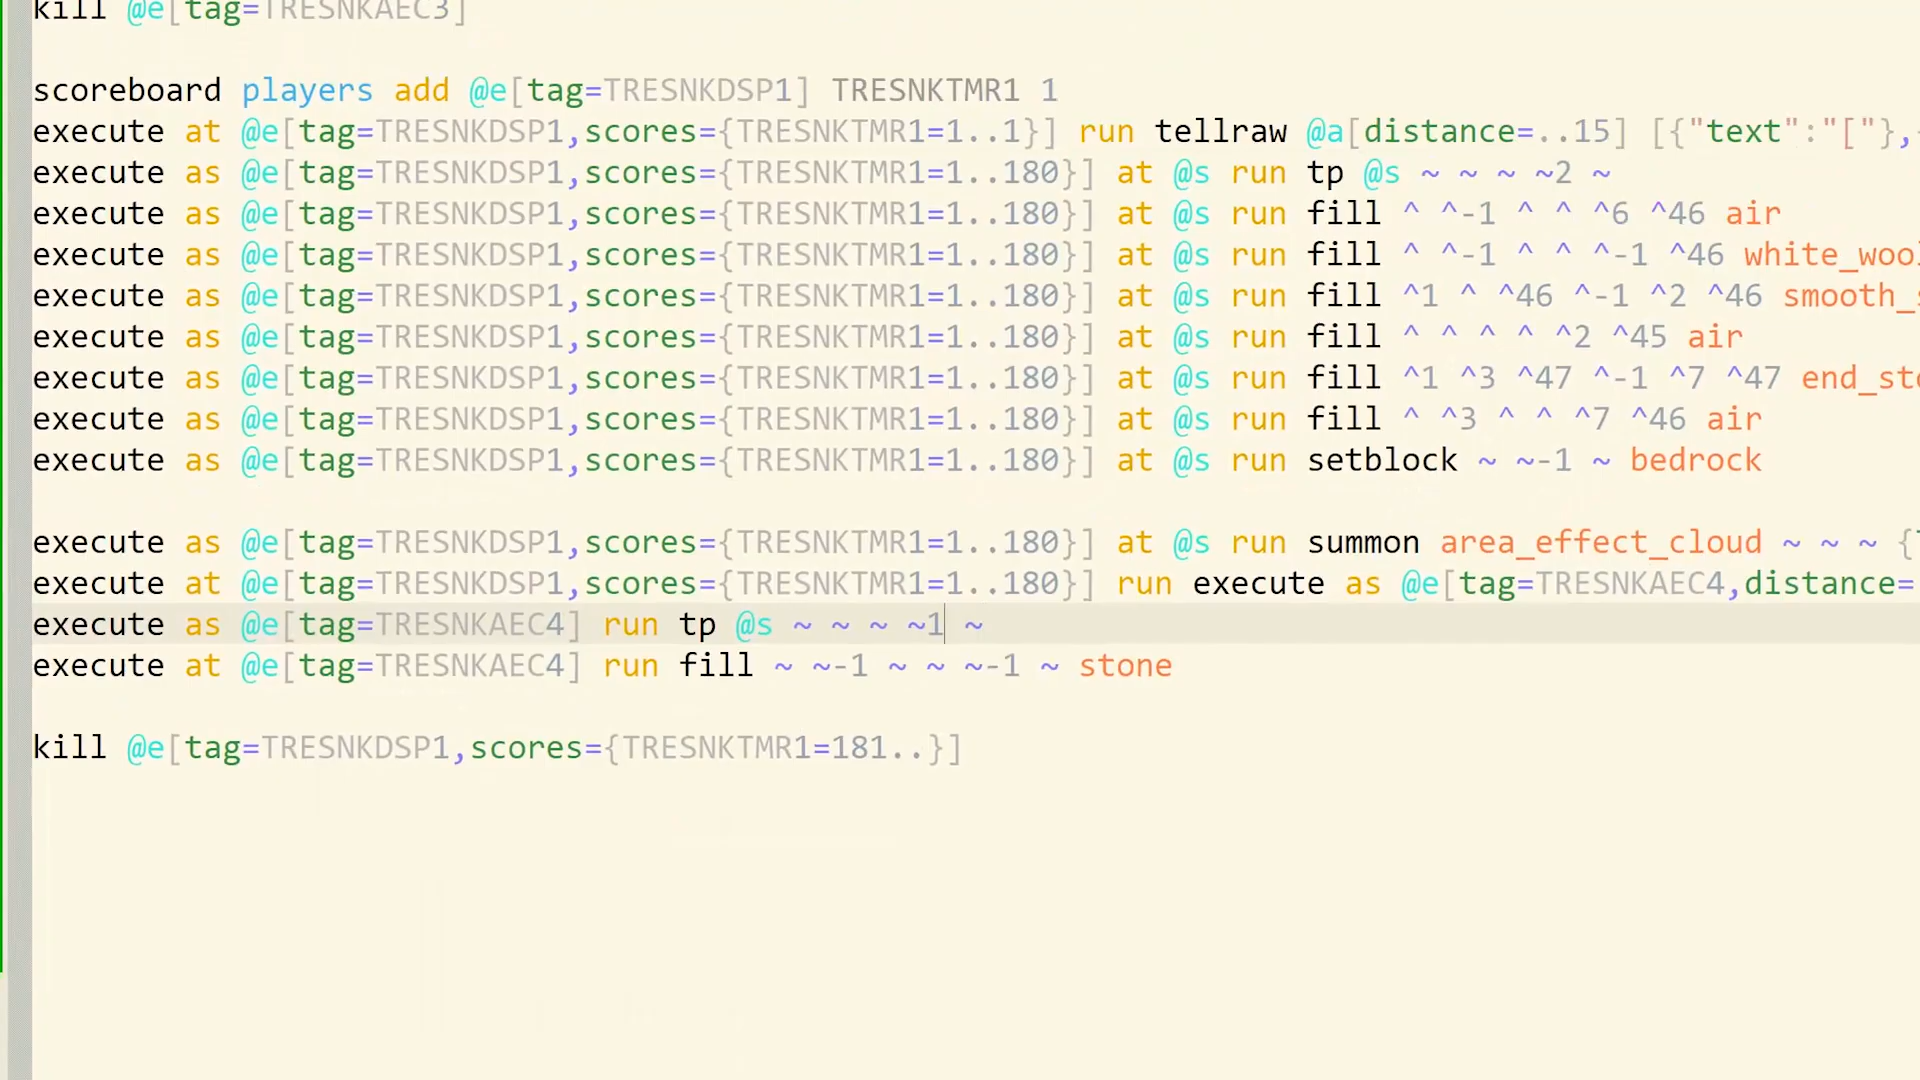 kill @e[tag=TRESNKAEC3]
scoreboard players add @e[tag=TRESNKDSP1] TRESNKTMR1 1
execute at @e[tag=TRESNKDSP1,scores={TRESNKTMR1=1..1}] run tellraw @a[distance=..15] [{"text":"["},
execute as @e[tag=TRESNKDSP1,scores={TRESNKTMR1=1..180}] at @s run tp @s ~ ~ ~ ~2 ~
execute as @e[tag=TRESNKDSP1,scores={TRESNKTMR1=1..180}] at @s run fill ^ ^-1 ^ ^ ^6 ^46 air
execute as @e[tag=TRESNKDSP1,scores={TRESNKTMR1=1..180}] at @s run fill ^ ^-1 ^ ^ ^-1 ^46 white_wool
execute as @e[tag=TRESNKDSP1,scores={TRESNKTMR1=1..180}] at @s run fill ^1 ^ ^46 ^-1 ^2 ^46 smooth_s
execute as @e[tag=TRESNKDSP1,scores={TRESNKTMR1=1..180}] at @s run fill ^ ^ ^ ^ ^2 ^45 air
execute as @e[tag=TRESNKDSP1,scores={TRESNKTMR1=1..180}] at @s run fill ^1 ^3 ^47 ^-1 ^7 ^47 end_sto
execute as @e[tag=TRESNKDSP1,scores={TRESNKTMR1=1..180}] at @s run fill ^ ^3 ^ ^ ^7 ^46 air
execute as @e[tag=TRESNKDSP1,scores={TRESNKTMR1=1..180}] at @s run setblock ~ ~-1 ~ bedrock
execute as @e[tag=TRESNKDSP1,scores={TRESNKTMR1=1..180}] at @s run summon area_effect_cloud ~ ~ ~ {
execute at @e[tag=TRESNKDSP1,scores={TRESNKTMR1=1..180}] run execute as @e[tag=TRESNKAEC4,distance=
execute as @e[tag=TRESNKAEC4] run tp @s ~ ~ ~ ~1 ~
execute at @e[tag=TRESNKAEC4] run fill ~ ~-1 ~ ~ ~-1 ~ stone
kill @e[tag=TRESNKDSP1,scores={TRESNKTMR1=181..}]